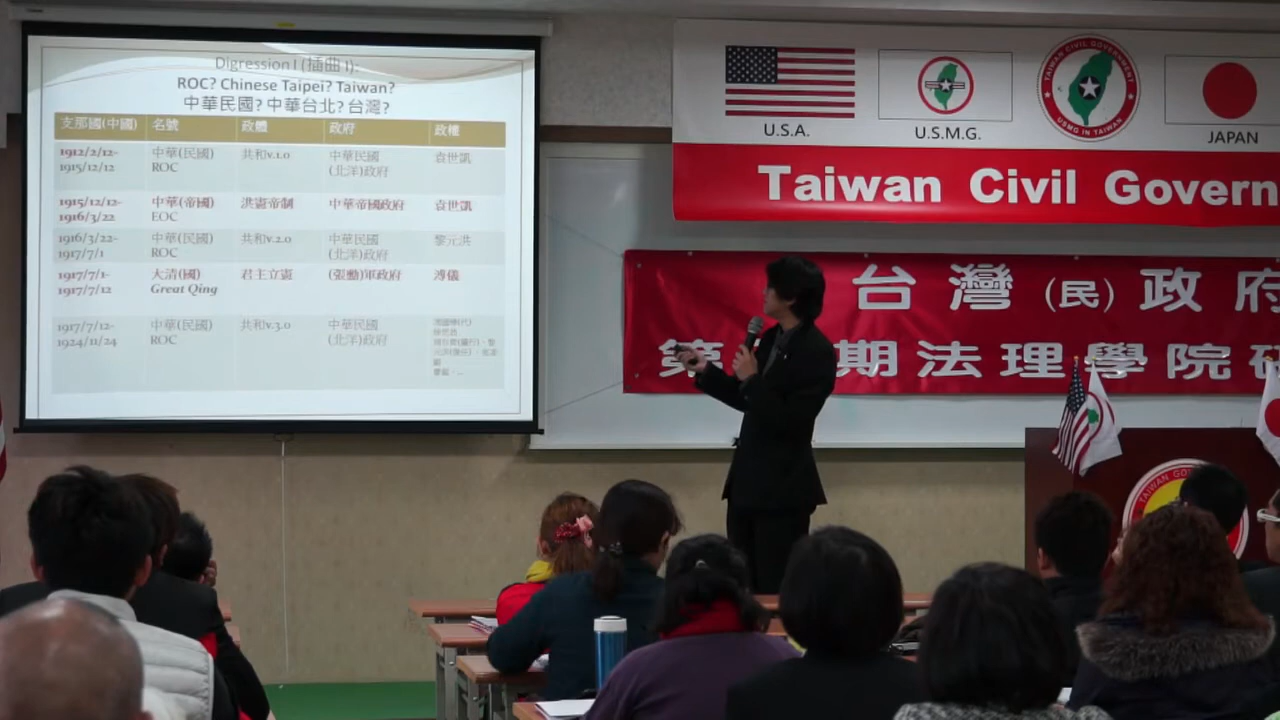 Digression I (插曲 I):
ROC? Chinese Taipei? Taiwan?
中華民國? 中華台北? 台灣?
支那國(中國) 名號 政體 政府 政權
1912/2/12-
1915/12/12 中華(民國)
ROC 共和v.1.0 中華民國
(北洋)政府 袁世凱
1915/12/12-
1916/3/22 中華(帝國)
EOC 洪憲帝制 中華帝國政府 袁世凱
1916/3/22-
1917/7/1 中華(民國)
ROC 共和v.2.0 中華民國
(北洋)政府 黎元洪
1917/7/1-
1917/7/12 大清(國)
Great Qing 君主立憲 (張勳)軍政府 溥儀
1917/7/12-
1924/11/24 中華(民國)
ROC 共和v.3.0 中華民國
(北洋)政府
U.S.A.
U.S.M.G.
TAIWAN CIVIL GOVERNMENT
USMG IN TAIWAN
JAPAN
Taiwan Civil Govern
台灣(民)政府
第 期法理學院研
TAIWAN